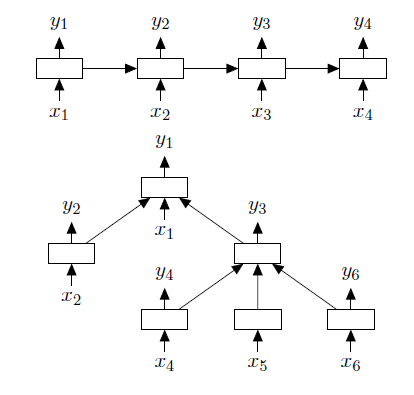 y₁ y₂ y₃ y₄
x₁ x₂ x₃ x₄
y₁
y₂ x₁ y₃
x₂ y₄ y₆
x₄ x₅ x₆